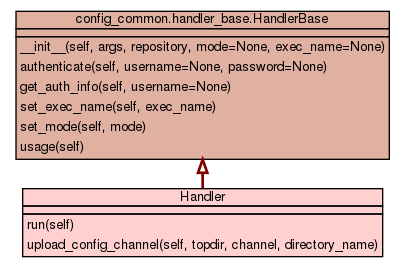 config_common.handler_base.HandlerBase
__init__(self, args, repository, mode=None, exec_name=None)
authenticate(self, username=None, password=None)
get_auth_info(self, username=None)
set_exec_name(self, exec_name)
set_mode(self, mode)
usage(self)
Handler
run(self)
upload_config_channel(self, topdir, channel, directory_name)